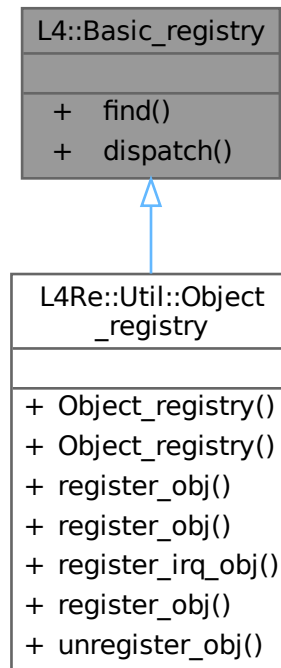 L4::Basic_registry
+ find()
+ dispatch()
L4Re::Util::Object
_registry
+ Object_registry()
+ Object_registry()
+ register_obj()
+ register_obj()
+ register_irq_obj()
+ register_obj()
+ unregister_obj()